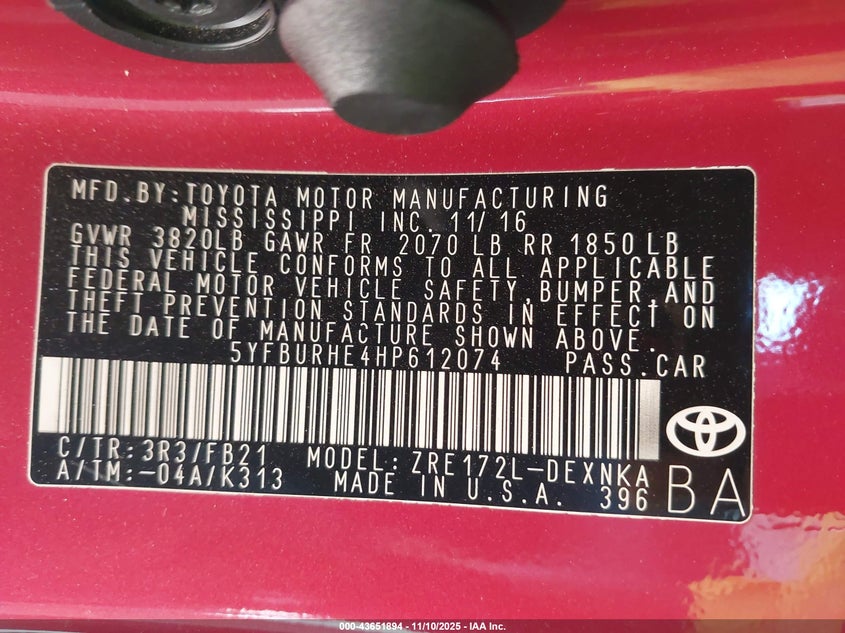 MFD.BY:TOYOTA MOTOR MANUFACTURING
MISSISSIPPI INC. 11/16
GVWR 3820LB GAWR FR 2070 LB RR 1850 LB
THIS VEHICLE CONFORMS TO ALL APPLICABLE
FEDERAL MOTOR VEHICLE SAFETY,BUMPER,AND
THEFT PREVENTION STANDARDS IN EFFECT ON
THE DATE OF MANUFACTURE SHOWN ABOVE.
5YFBURHE4HP612074 PASS.CAR
C/TR:3R3/FB21 MODEL:ZRE172L-DEXNKA
A/TM:-04A/K313 MADE IN U.S.A. 396 BA
000-43651894 - 11/10/2025 - IAA Inc.